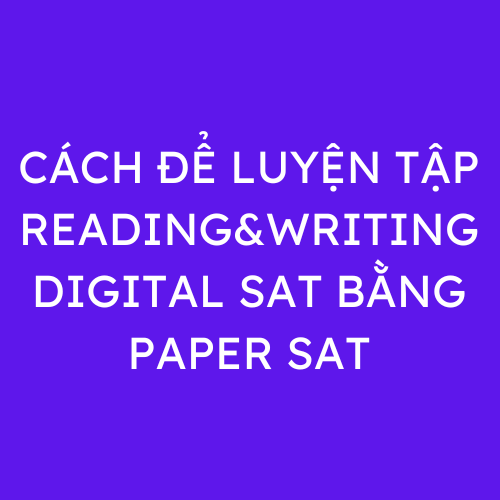 CÁCH ĐỂ LUYỆN TẬP
READING&WRITING
DIGITAL SAT BẰNG
PAPER SAT